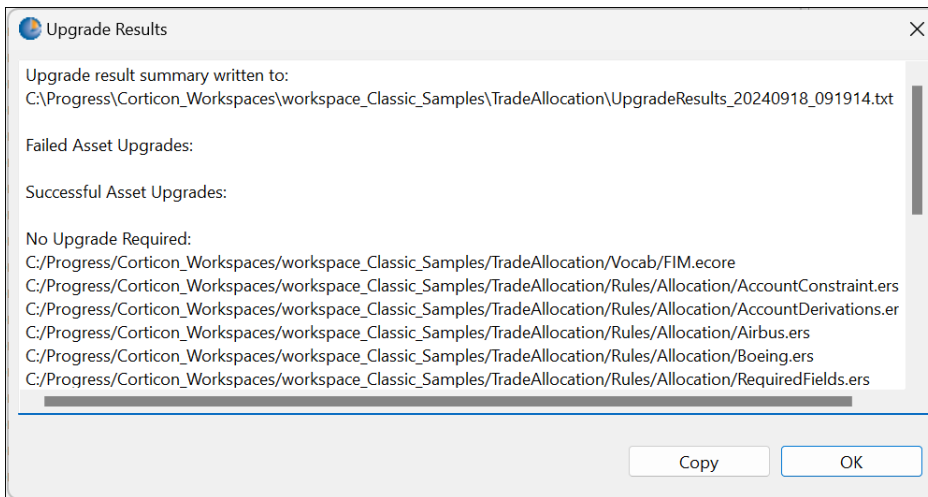 Upgrade Results
Upgrade result summary written to:
C:\Progress\Corticon_Workspaces\workspace_Classic_Samples\TradeAllocation\UpgradeResults_20240918_091914.txt
Failed Asset Upgrades:
Successful Asset Upgrades:
No Upgrade Required:
C:/Progress/Corticon_Workspaces/workspace_Classic_Samples/TradeAllocation/Vocab/FIM.ecore
C:/Progress/Corticon_Workspaces/workspace_Classic_Samples/TradeAllocation/Rules/Allocation/AccountConstraint.ers
C:/Progress/Corticon_Workspaces/workspace_Classic_Samples/TradeAllocation/Rules/Allocation/AccountDerivations.er
C:/Progress/Corticon_Workspaces/workspace_Classic_Samples/TradeAllocation/Rules/Allocation/Airbus.ers
C:/Progress/Corticon_Workspaces/workspace_Classic_Samples/TradeAllocation/Rules/Allocation/Boeing.ers
C:/Progress/Corticon_Workspaces/workspace_Classic_Samples/TradeAllocation/Rules/Allocation/RequiredFields.ers
Copy OK